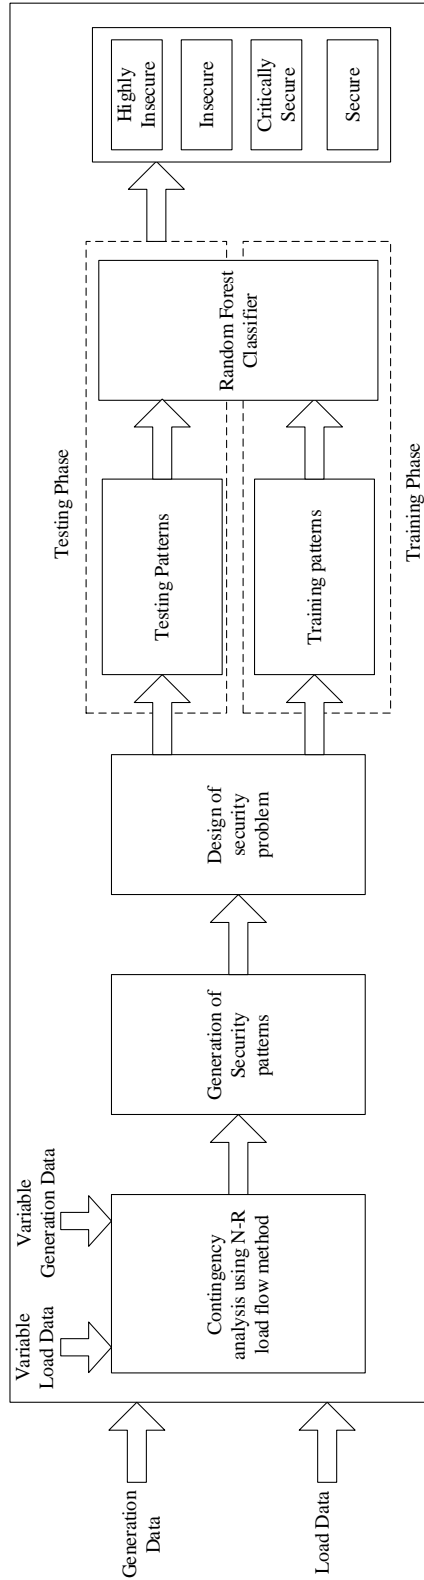 Generation
Data
Load Data
Variable
Load Data
Variable
Generation Data
Contingency
analysis using N-R
load flow method
Generation of
Security
patterns
Design of
security
problem
Testing Phase
Testing Patterns
Training patterns
Training Phase
Random Forest
Classifier
Highly
Insecure
Insecure
Critically
Secure
Secure